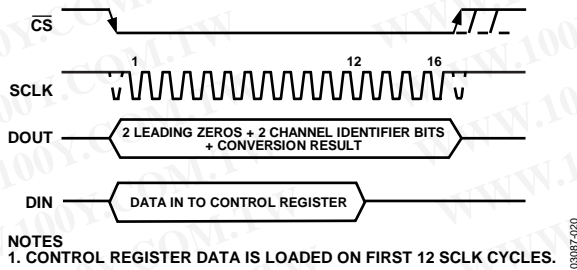 CS
1 12 16
SCLK
DOUT
2 LEADING ZEROS + 2 CHANNEL IDENTIFIER BITS
+ CONVERSION RESULT
DIN
DATA IN TO CONTROL REGISTER
NOTES
1. CONTROL REGISTER DATA IS LOADED ON FIRST 12 SCLK CYCLES.
03087-020